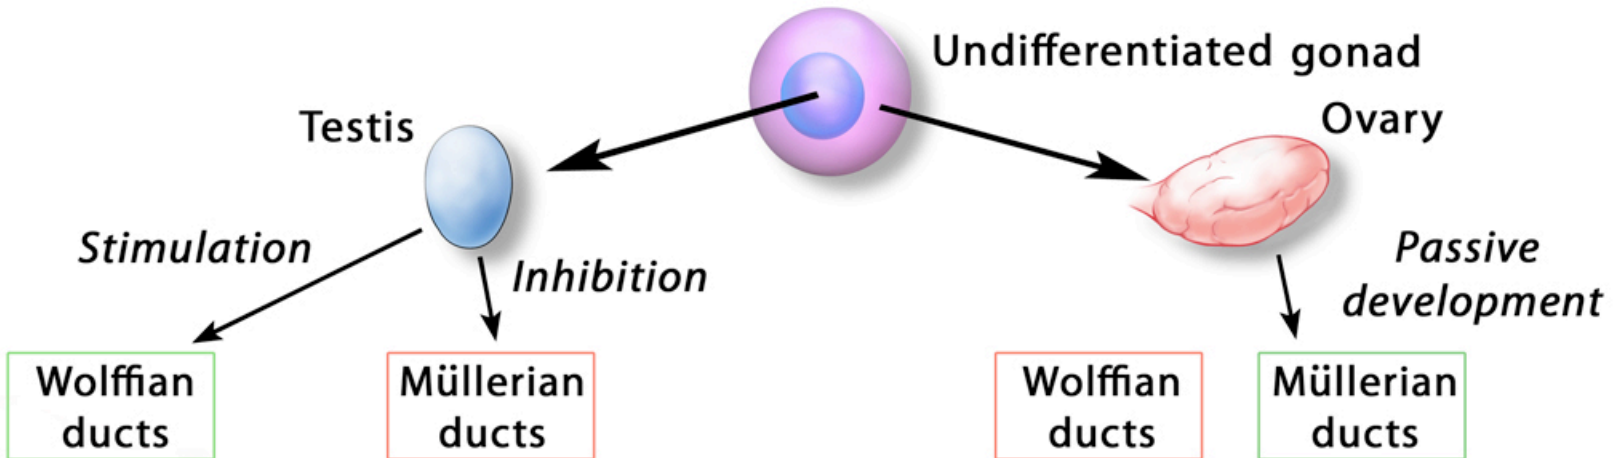 Undifferentiated gonad
Testis
Ovary
Stimulation
Inhibition
Passive
development
Wolffian
ducts
Müllerian
ducts
Wolffian
ducts
Müllerian
ducts